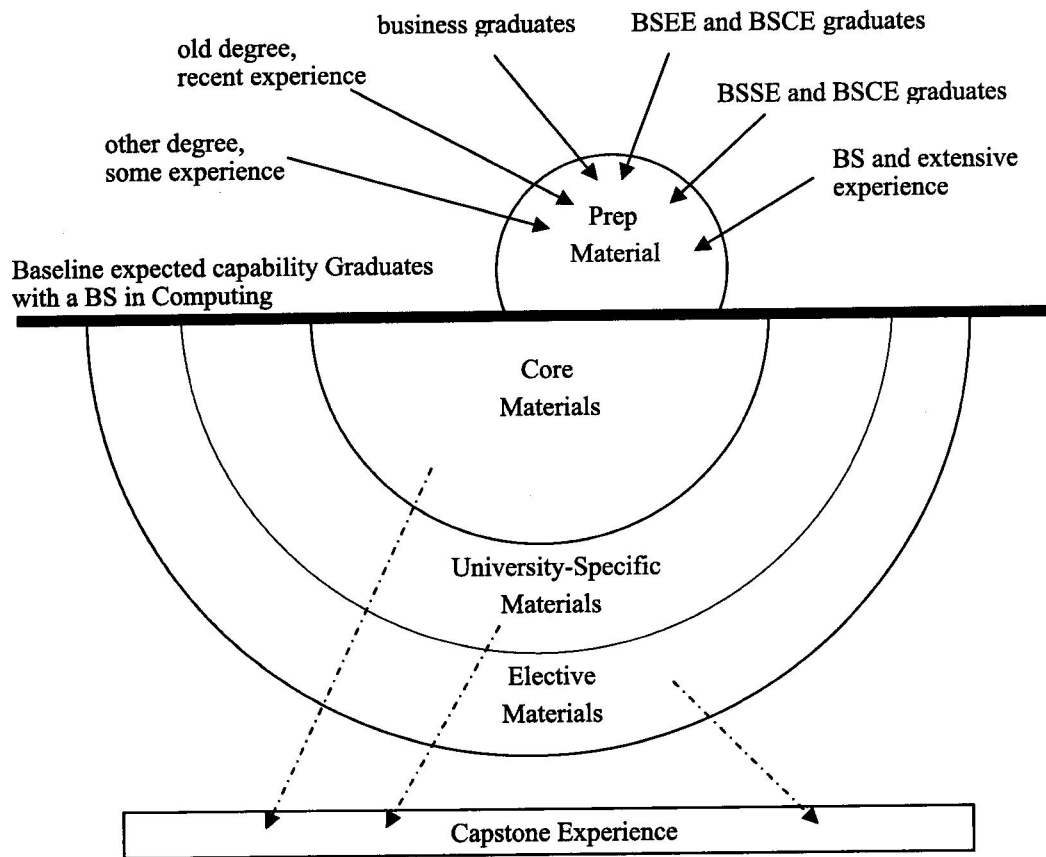 business graduates
BSEE and BSCE graduates
old degree,
recent experience
BSSE and BSCE graduates
other degree,
some experience
BS and extensive
experience
Prep
Material
Baseline expected capability Graduates
with a BS in Computing
Core
Materials
University-Specific
Materials
Elective
Materials
Capstone Experience